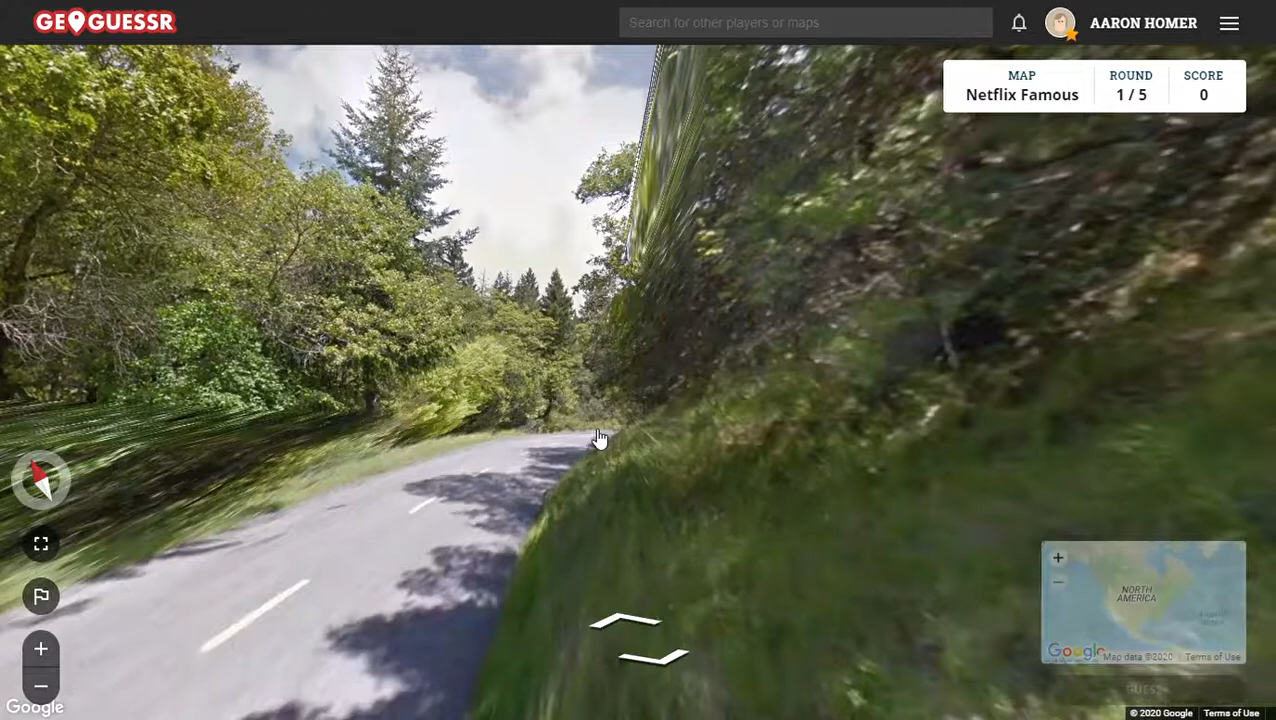 GEOGUESSR
Search for other players or maps
AARON HOMER
MAP
Netflix Famous
ROUND
1 / 5
SCORE
0
+
−
NORTH
AMERICA
Google
Map data ©2020
Terms of Use
GUESS
+
−
Google
© 2020 Google
Terms of Use